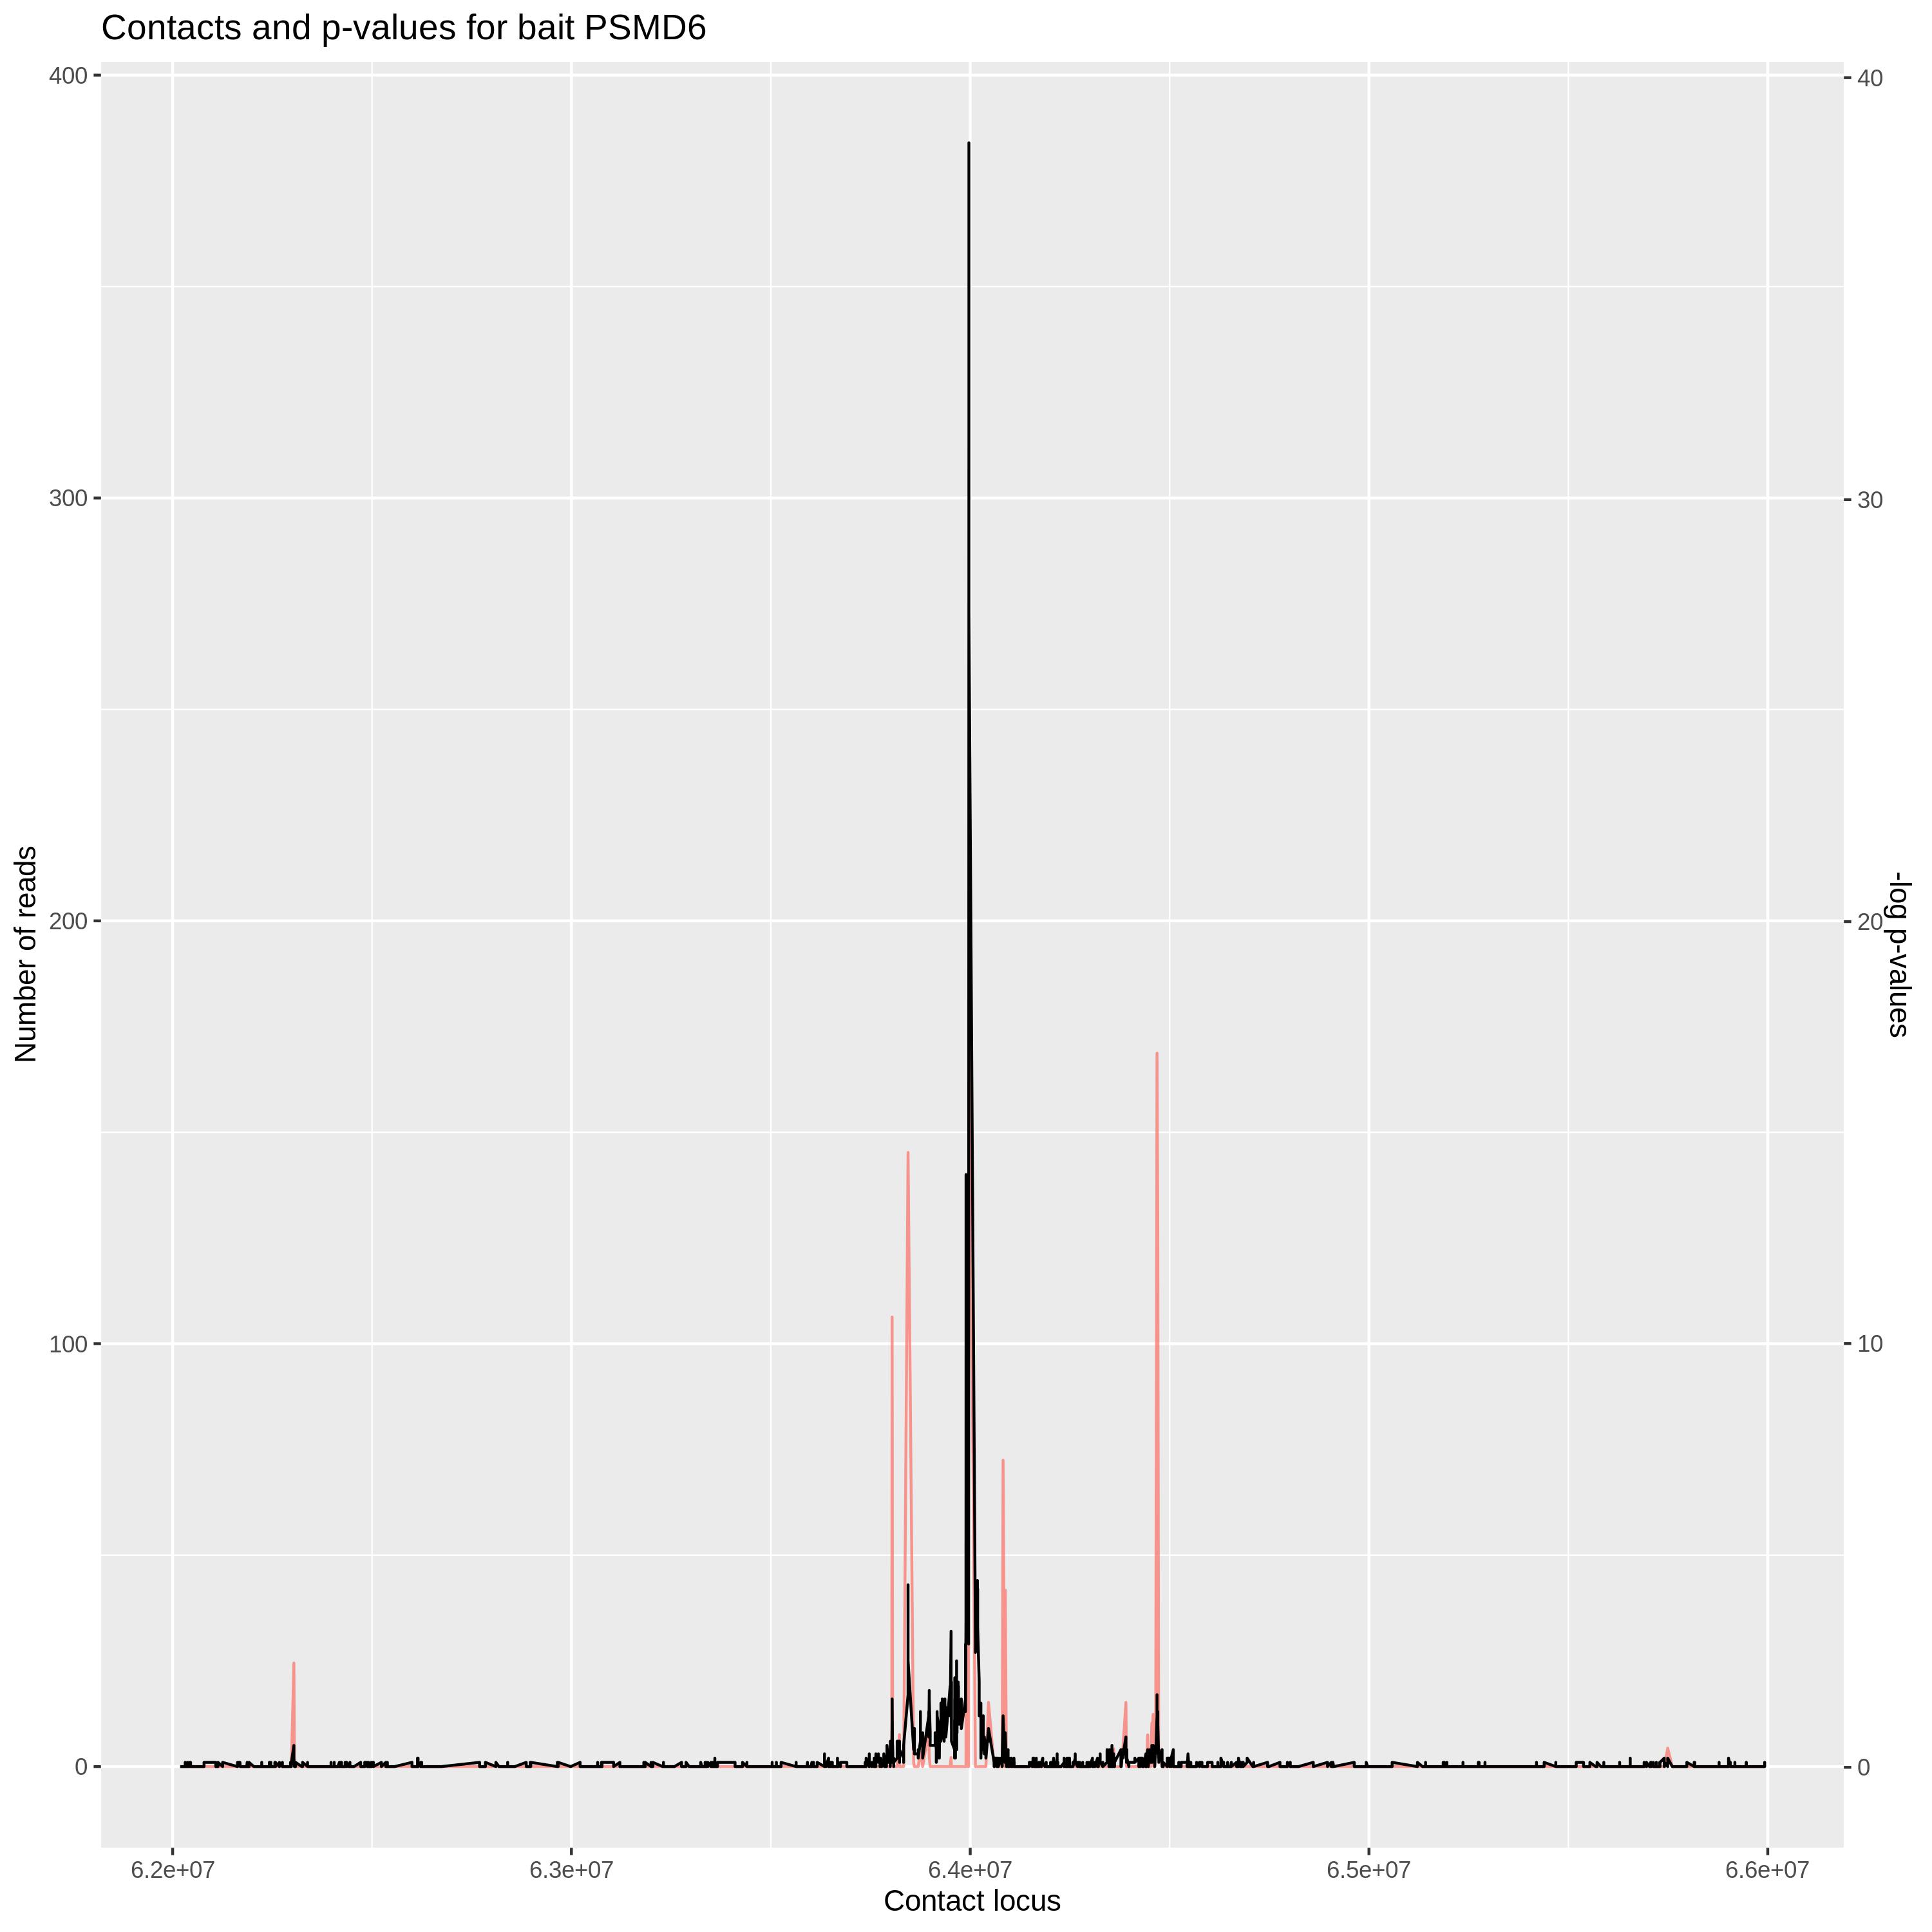 Contacts and p-values for bait PSMD6
400
300
200
100
0
Number of reads
40
30
20
10
0
-log p-values
6.2e+07
6.3e+07
6.4e+07
6.5e+07
6.6e+07
Contact locus